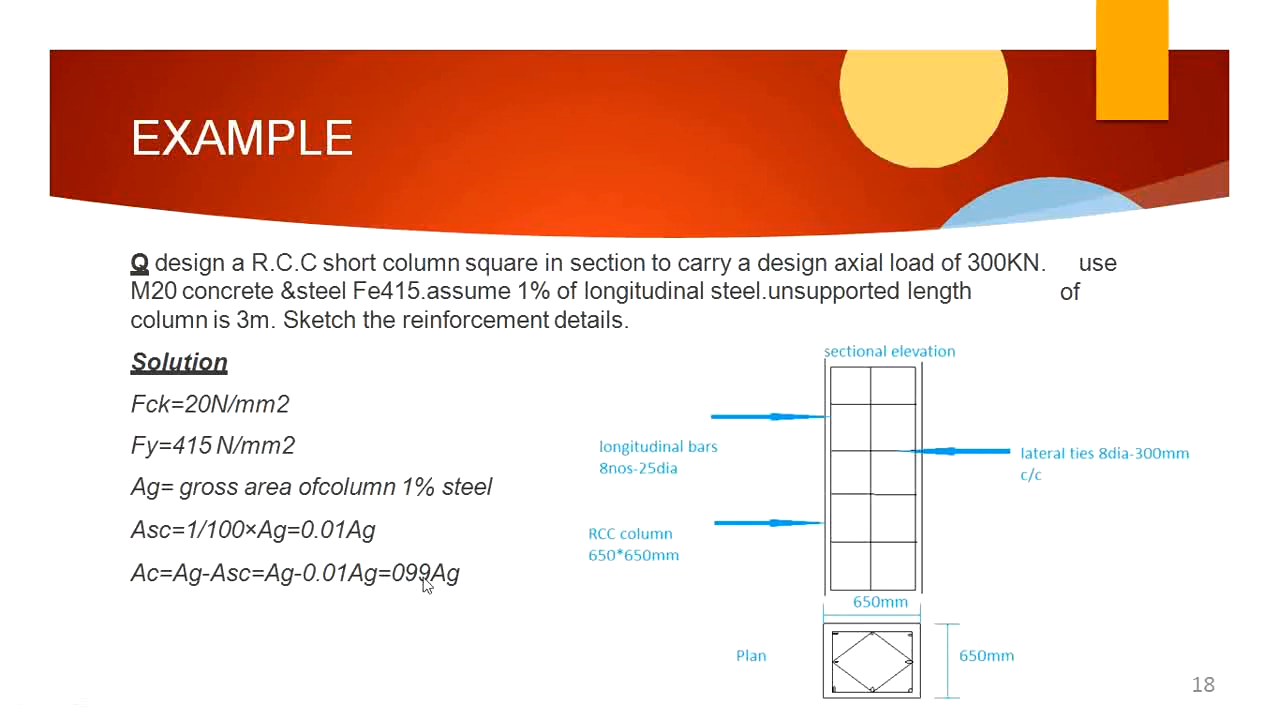 EXAMPLE
Q design a R.C.C short column square in section to carry a design axial load of 300KN. use
M20 concrete &steel Fe415.assume 1% of longitudinal steel.unsupported length of
column is 3m. Sketch the reinforcement details.
Solution
Fck=20N/mm2
Fy=415 N/mm2
Ag= gross area ofcolumn 1% steel
Asc=1/100×Ag=0.01Ag
Ac=Ag-Asc=Ag-0.01Ag=099Ag
sectional elevation
longitudinal bars
8nos-25dia
lateral ties 8dia-300mm
c/c
RCC column
650*650mm
650mm
Plan
650mm
18